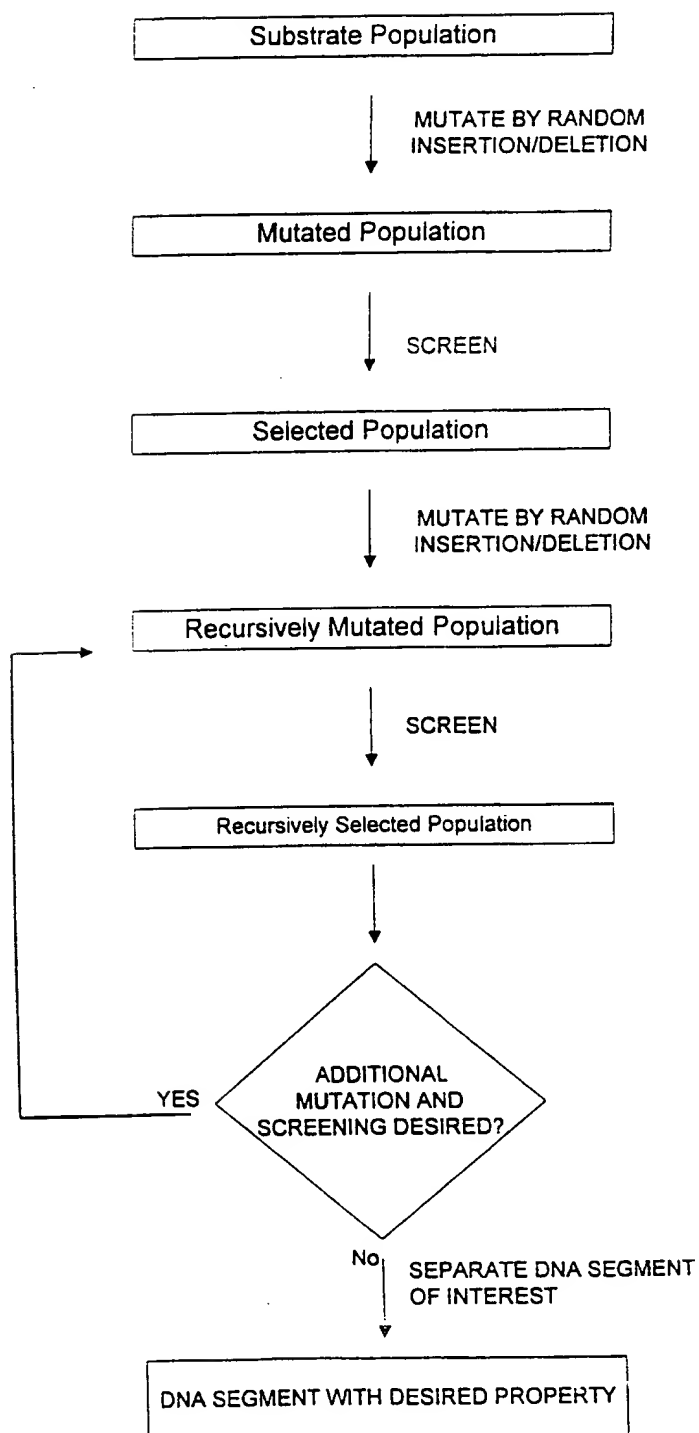 Substrate Population
MUTATE BY RANDOM
INSERTION/DELETION
Mutated Population
SCREEN
Selected Population
MUTATE BY RANDOM
INSERTION/DELETION
Recursively Mutated Population
SCREEN
Recursively Selected Population
ADDITIONAL
MUTATION AND
SCREENING DESIRED?
YES
No
SEPARATE DNA SEGMENT
OF INTEREST
DNA SEGMENT WITH DESIRED PROPERTY